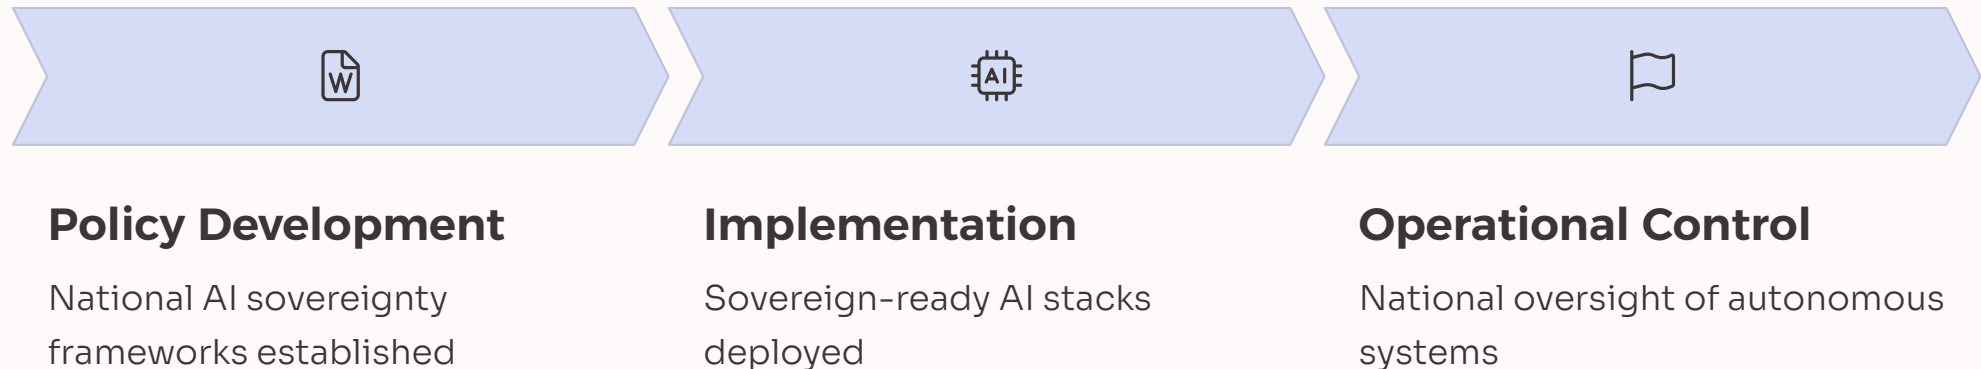 W
AI
Policy Development
National AI sovereignty
frameworks established
Implementation
Sovereign-ready AI stacks
deployed
Operational Control
National oversight of autonomous
systems